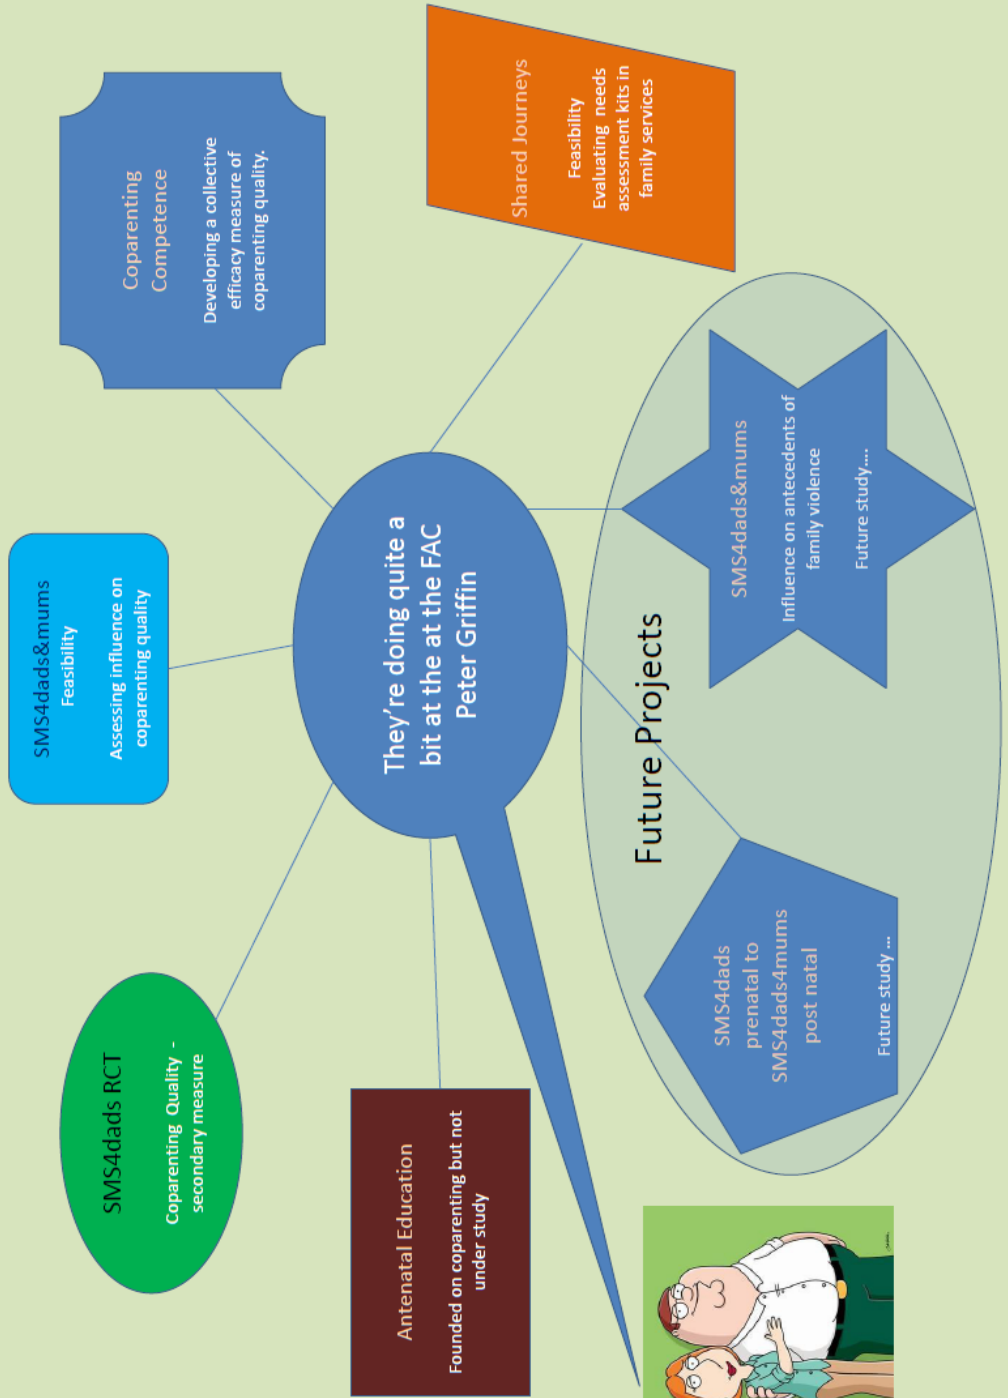 SMS4dads RCT
Coparenting Quality -
secondary measure
SMS4dads&mums
Feasibility
Assessing influence on
coparenting quality
Coparenting
Competence
Developing a collective
efficacy measure of
coparenting quality.
Antenatal Education
Founded on coparenting but not
under study
They're doing quite a
bit at the at the FAC
Peter Griffin
Shared Journeys
Feasibility
Evaluating needs
assessment kits in
family services
Future Projects
SMS4dads
prenatal to
SMS4dads4mums
post natal
Future study ...
SMS4dads&mums
Influence on antecedents of
family violence
Future study....